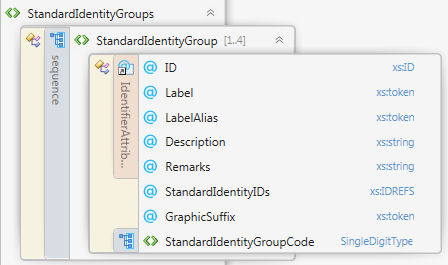 StandardIdentityGroups
StandardIdentityGroup [1..4]
sequence
IdentifierAttrib...
@ ID xs:ID
@ Label xs:token
@ LabelAlias xs:token
@ Description xs:string
@ Remarks xs:string
@ StandardIdentityIDs xs:IDREFS
@ GraphicSuffix xs:token
StandardIdentityGroupCode SingleDigitType